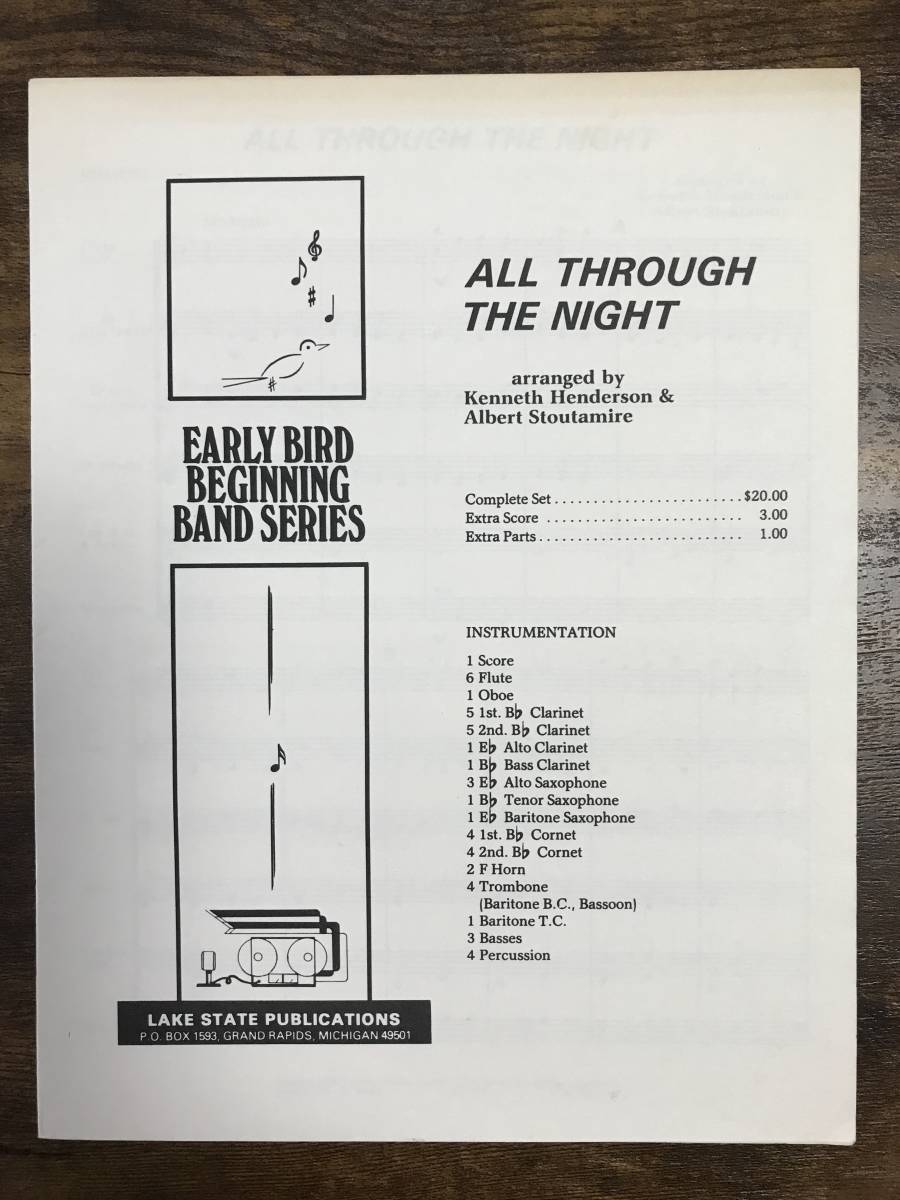 ALL THROUGH THE NIGHT
ALL THROUGH
THE NIGHT
arranged by
Kenneth Henderson &
Albert Stoutamire
EARLY BIRD
BEGINNING
BAND SERIES
Complete Set ........................ $20.00
Extra Score ......................... 3.00
Extra Parts .......................... 1.00
INSTRUMENTATION
1 Score
6 Flute
1 Oboe
5 1st. B♭ Clarinet
5 2nd. B♭ Clarinet
1 E♭ Alto Clarinet
1 B♭ Bass Clarinet
3 E♭ Alto Saxophone
1 B♭ Tenor Saxophone
1 E♭ Baritone Saxophone
4 1st. B♭ Cornet
4 2nd. B♭ Cornet
2 F Horn
4 Trombone
(Baritone B.C., Bassoon)
1 Baritone T.C.
3 Basses
4 Percussion
LAKE STATE PUBLICATIONS
P.O. BOX 1593, GRAND RAPIDS, MICHIGAN 49501